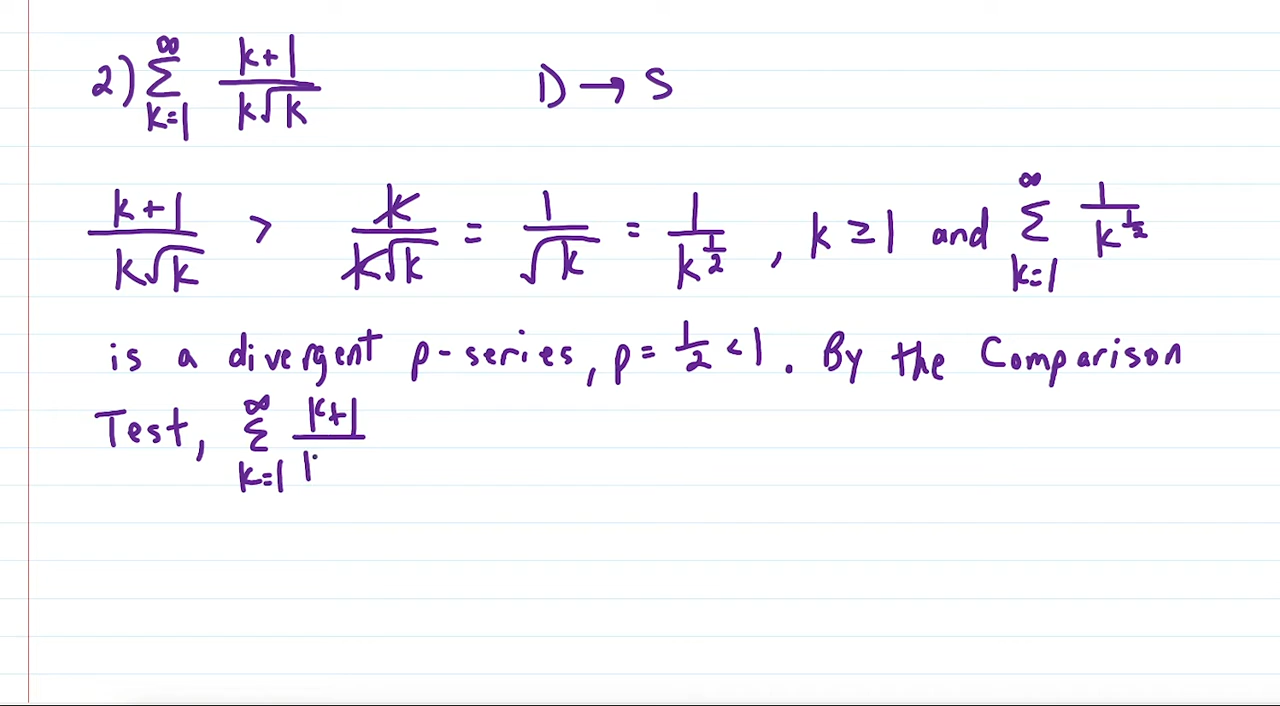 2) ∞∑k=1 (k+1)/(k√k) D → S
(k+1)/(k√k) > k/(k√k) = 1/√k = 1/k^(1/2) , k ≥ 1 and ∞∑k=1 1/k^(1/2)
is a divergent p-series, p = 1/2 < 1. By the Comparison
Test, ∞∑k=1 k+1